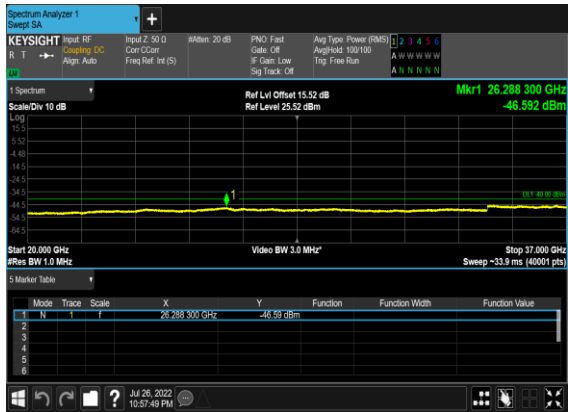 Spectrum Analyzer 1
Swept SA
+
KEYSIGHT Input: RF Input Z: 50 Ω #Atten: 20 dB PNO: Fast Avg Type: Power (RMS) 1 2 3 4 5 6
R T Coupling: DC Corr CCorr Gate: Off Avg|Hold: 100/100 A W W W W W
Align: Auto Freq Ref: Int (S) IF Gain: Low Trig: Free Run
LXI Sig Track: Off A N N N N N
1 Spectrum Ref Lvl Offset 15.52 dB Mkr1 26.288 300 GHz
Scale/Div 10 dB Ref Level 25.52 dBm -46.592 dBm
Log
15.5
5.52
-4.48
-14.5
-24.5
-34.5 1 DL1 -40.00 dBm
-44.5
-54.5
-64.5
Start 20.000 GHz Video BW 3.0 MHz* Stop 37.000 GHz
#Res BW 1.0 MHz Sweep ~33.9 ms (40001 pts)
5 Marker Table
Mode Trace Scale X Y Function Function Width Function Value
1 N 1 f 26.288 300 GHz -46.59 dBm
2
3
4
5
6
? Jul 26, 2022
10:57:49 PM